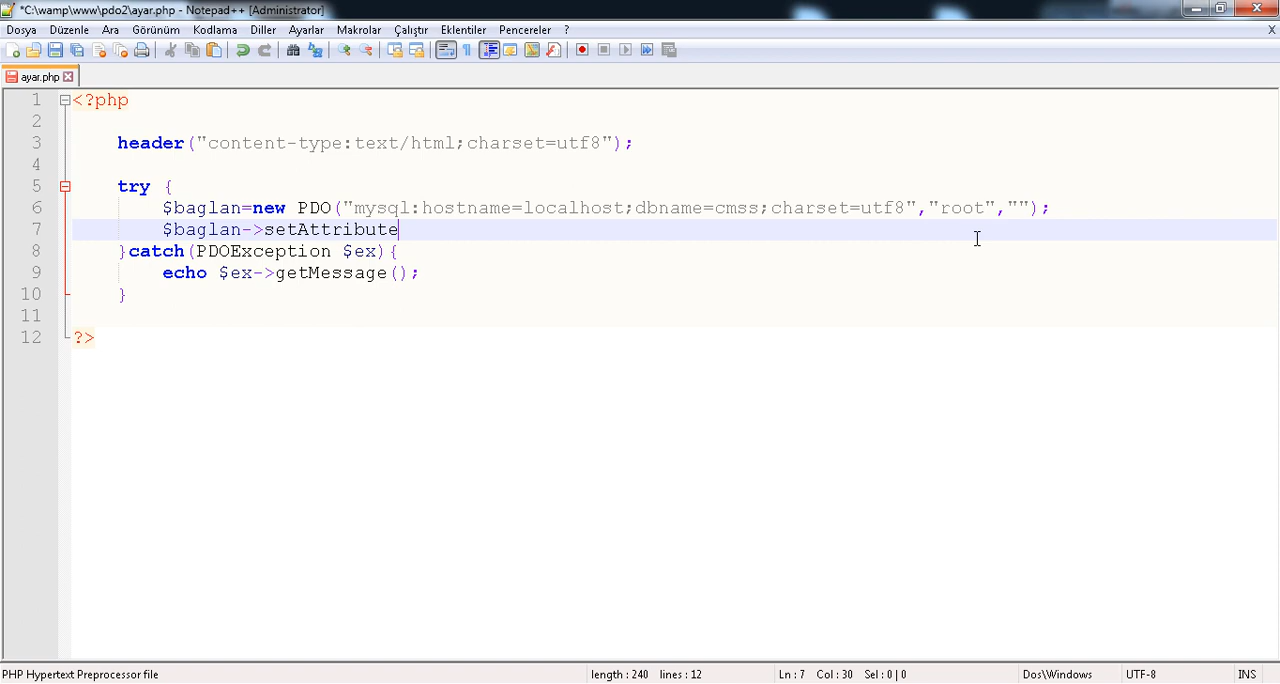 *C:\wamp\www\pdo2\ayar.php - Notepad++ [Administrator]
Dosya Düzenle Ara Görünüm Kodlama Diller Ayarlar Makrolar Çalıştır Eklentiler Pencereler ? X
ayar.php
1 <?php
2
3 header("content-type:text/html;charset=utf8");
4
5 try {
6 $baglan=new PDO("mysql:hostname=localhost;dbname=cmss;charset=utf8","root","");
7 $baglan->setAttribute
8 }catch(PDOException $ex){
9 echo $ex->getMessage();
10 }
11
12 ?>
PHP Hypertext Preprocessor file length : 240 lines : 12 Ln : 7 Col : 30 Sel : 0 | 0 Dos\Windows UTF-8 INS